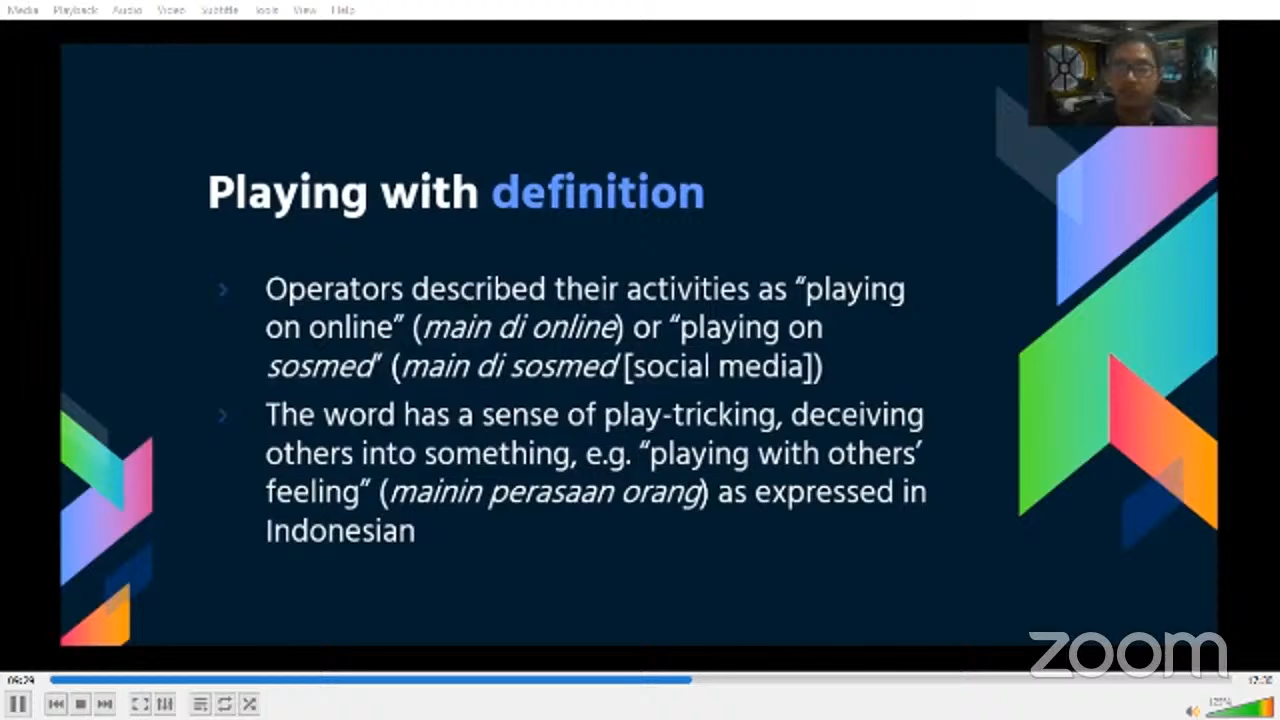 Media Playback Audio Video Subtitle Tools View Help
Playing with definition
› Operators described their activities as “playing
on online” (main di online) or “playing on
sosmed” (main di sosmed [social media])
› The word has a sense of play-tricking, deceiving
others into something, e.g. “playing with others’
feeling” (mainin perasaan orang) as expressed in
Indonesian
zoom
09:29